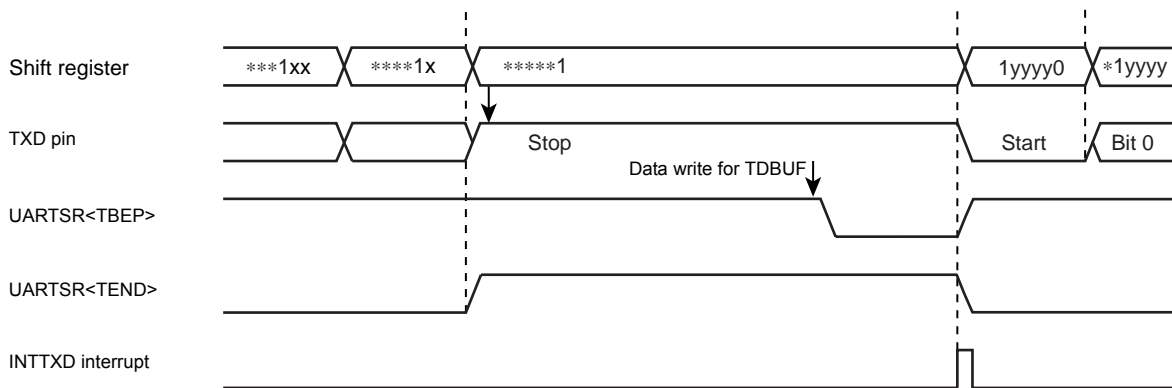 Shift register ***1xx ****1x *****1 1yyyy0 *1yyyy
TXD pin Stop Start Bit 0
Data write for TDBUF
UARTSR<TBEP>
UARTSR<TEND>
INTTXD interrupt